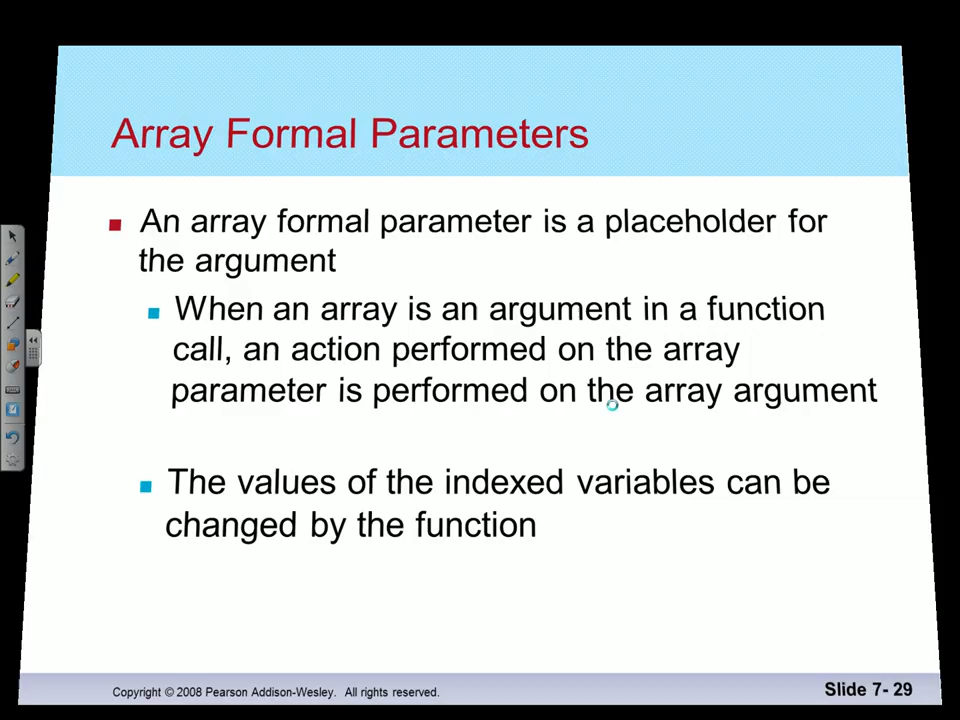 Array Formal Parameters
An array formal parameter is a placeholder for
the argument
When an array is an argument in a function
call, an action performed on the array
parameter is performed on the array argument
The values of the indexed variables can be
changed by the function
Copyright © 2008 Pearson Addison-Wesley. All rights reserved.
Slide 7- 29